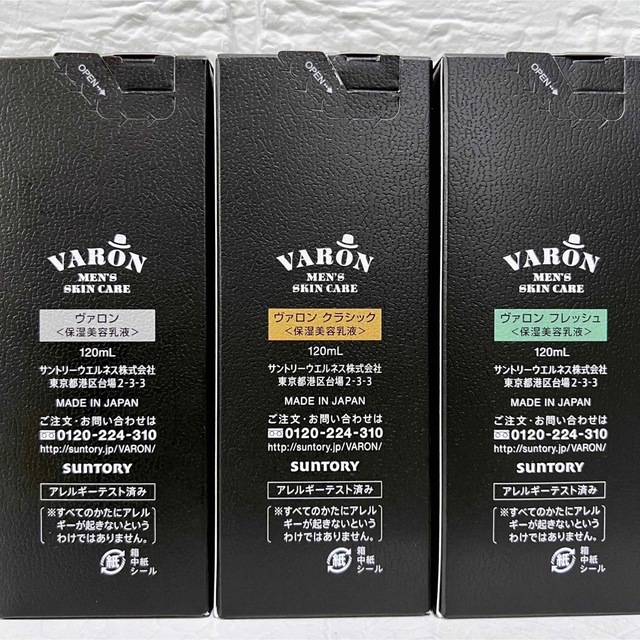 OPEN→
VARON
MEN'S
SKIN CARE
ヴァロン
<保湿美容乳液>
120mL
サントリーウエルネス株式会社
東京都港区台場2-3-3
MADE IN JAPAN
ご注文・お問い合わせは
0120-224-310
http://suntory.jp/VARON/
SUNTORY
アレルギーテスト済み
※すべてのかたにアレル
ギーが起きないという
わけではありません。
紙
箱
中紙
シール
OPEN→
VARON
MEN'S
SKIN CARE
ヴァロン クラシック
<保湿美容乳液>
120mL
サントリーウエルネス株式会社
東京都港区台場2-3-3
MADE IN JAPAN
ご注文・お問い合わせは
0120-224-310
http://suntory.jp/VARON/
SUNTORY
アレルギーテスト済み
※すべてのかたにアレル
ギーが起きないという
わけではありません。
紙
箱
中紙
シール
OPEN→
VARON
MEN'S
SKIN CARE
ヴァロン フレッシュ
<保湿美容乳液>
120mL
サントリーウエルネス株式会社
東京都港区台場2-3-3
MADE IN JAPAN
ご注文・お問い合わせは
0120-224-310
http://suntory.jp/VARON/
SUNTORY
アレルギーテスト済み
※すべてのかたにアレル
ギーが起きないという
わけではありません。
紙
箱
中紙
シール